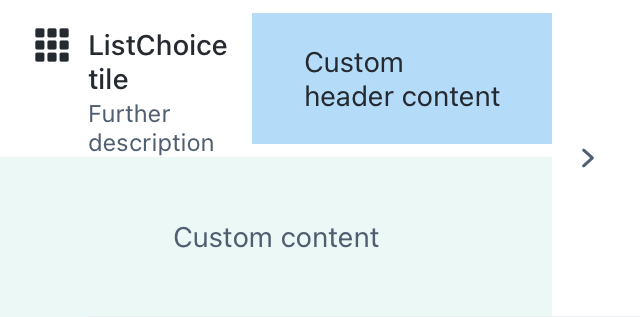 ListChoice
tile
Further
description
Custom
header content
Custom content